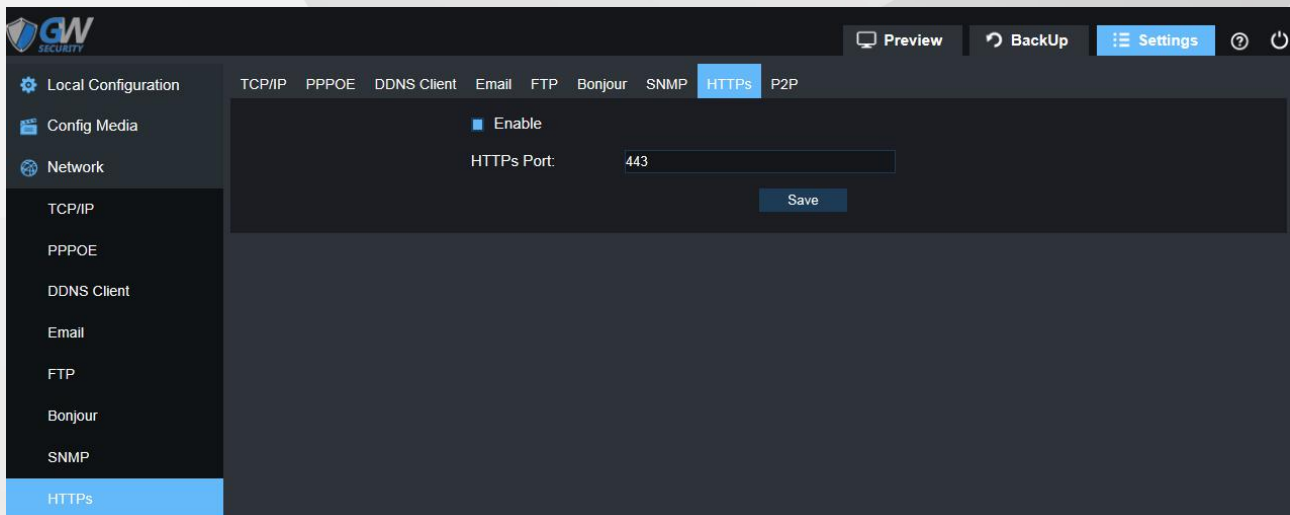 GW
SECURITY
Preview
BackUp
Settings
Local Configuration
TCP/IP PPPOE DDNS Client Email FTP Bonjour SNMP HTTPs P2P
Config Media
Enable
Network
HTTPs Port: 443
TCP/IP
Save
PPPOE
DDNS Client
Email
FTP
Bonjour
SNMP
HTTPs